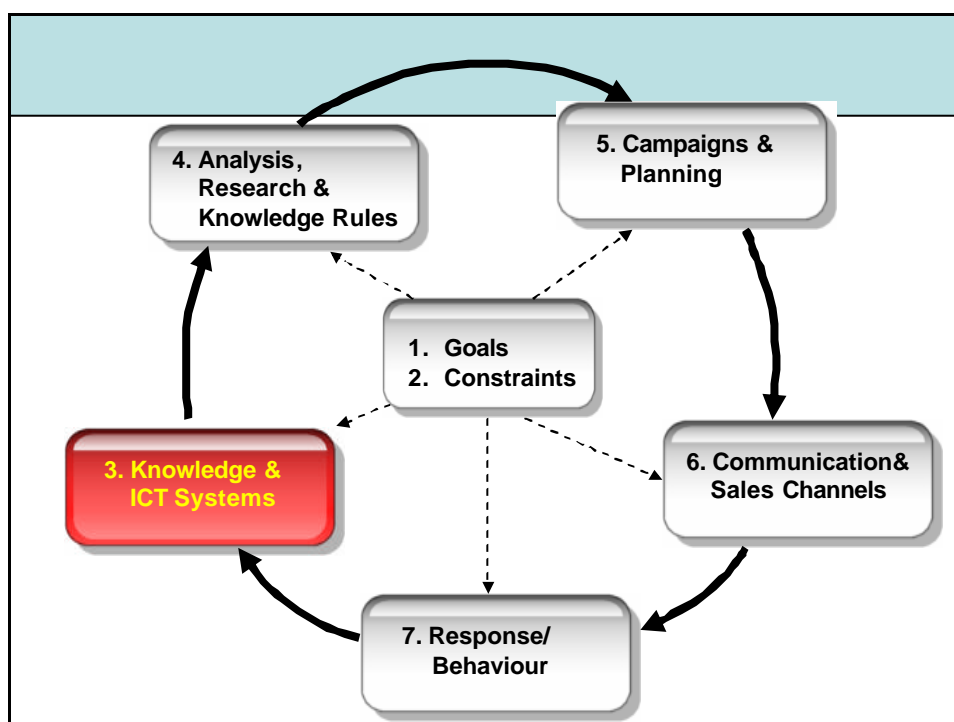 4. Analysis,
Research &
Knowledge Rules
5. Campaigns &
Planning
1. Goals
2. Constraints
3. Knowledge &
ICT Systems
6. Communication&
Sales Channels
7. Response/
Behaviour